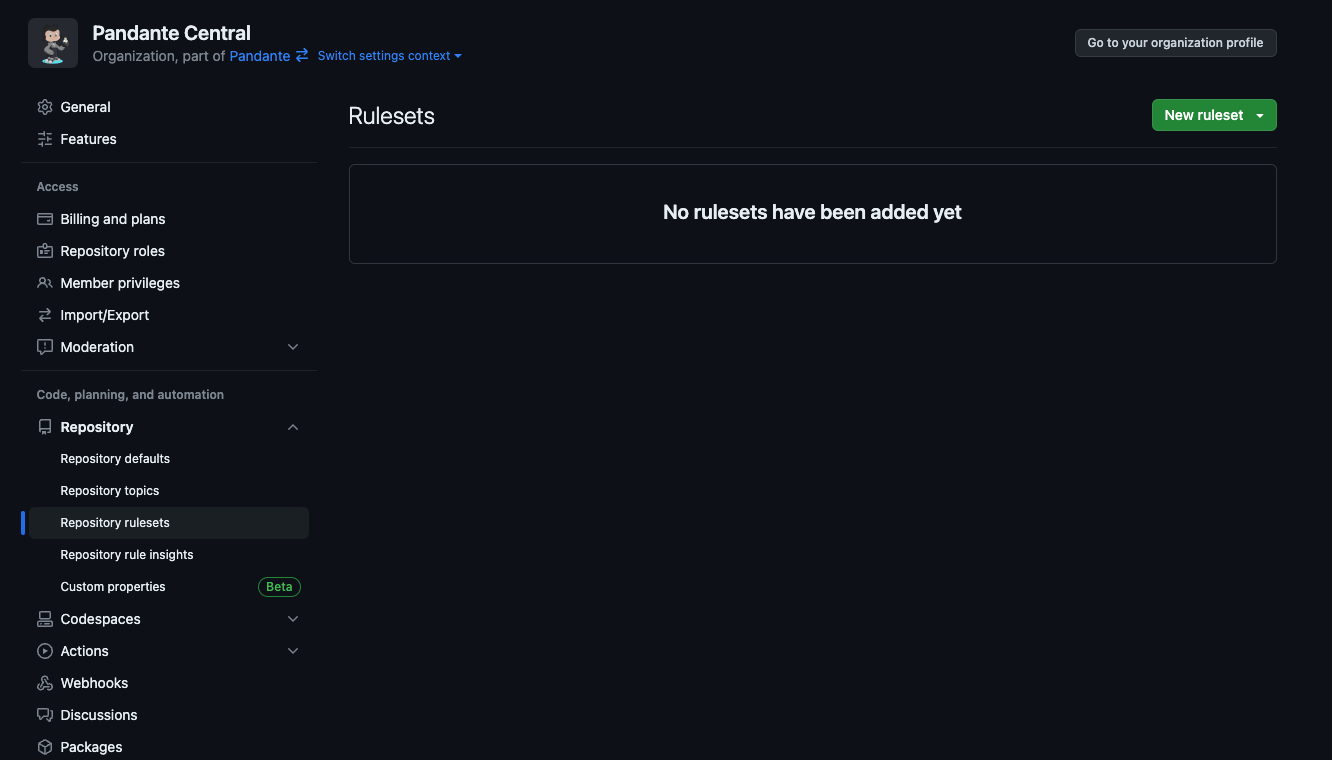 Pandante Central
Organization, part of Pandante Switch settings context
Go to your organization profile
General
Features
Access
Billing and plans
Repository roles
Member privileges
Import/Export
Moderation
Code, planning, and automation
Repository
Repository defaults
Repository topics
Repository rulesets
Repository rule insights
Custom properties Beta
Codespaces
Actions
Webhooks
Discussions
Packages
Rulesets
New ruleset
No rulesets have been added yet